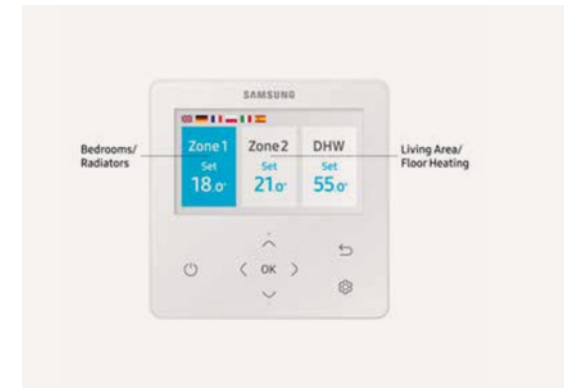 SAMSUNG
Bedrooms/
Radiators
Zone 1
Set
18.0°
Zone 2
Set
21.0°
DHW
Set
55.0°
Living Area/
Floor Heating
OK